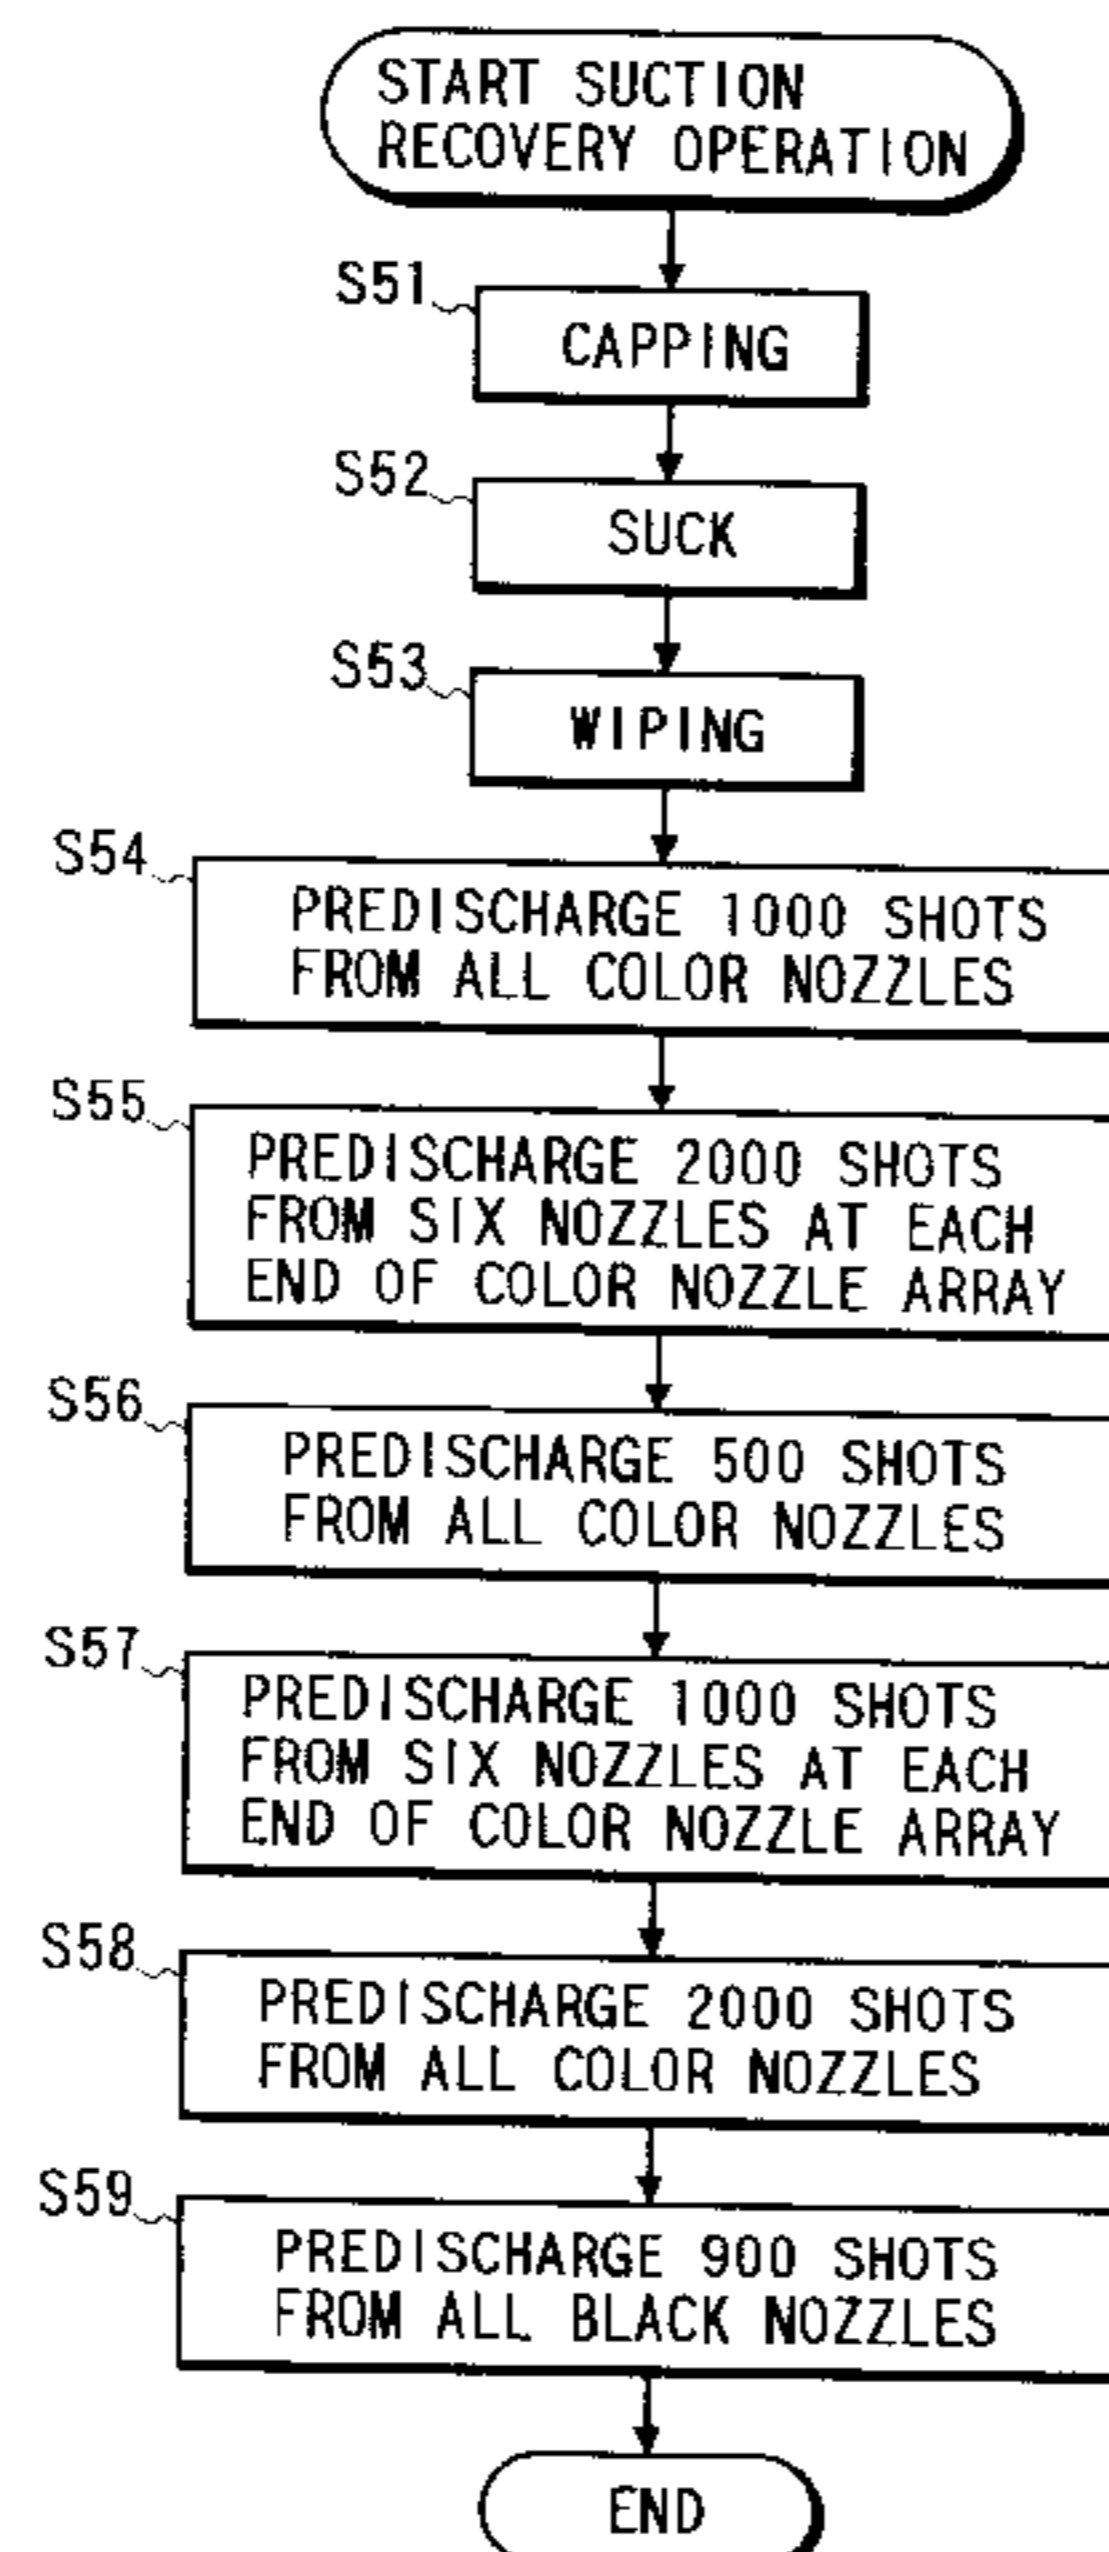 START SUCTION
RECOVERY OPERATION
S51
CAPPING
S52
SUCK
S53
WIPING
S54
PREDISCHARGE 1000 SHOTS
FROM ALL COLOR NOZZLES
S55
PREDISCHARGE 2000 SHOTS
FROM SIX NOZZLES AT EACH
END OF COLOR NOZZLE ARRAY
S56
PREDISCHARGE 500 SHOTS
FROM ALL COLOR NOZZLES
S57
PREDISCHARGE 1000 SHOTS
FROM SIX NOZZLES AT EACH
END OF COLOR NOZZLE ARRAY
S58
PREDISCHARGE 2000 SHOTS
FROM ALL COLOR NOZZLES
S59
PREDISCHARGE 900 SHOTS
FROM ALL BLACK NOZZLES
END